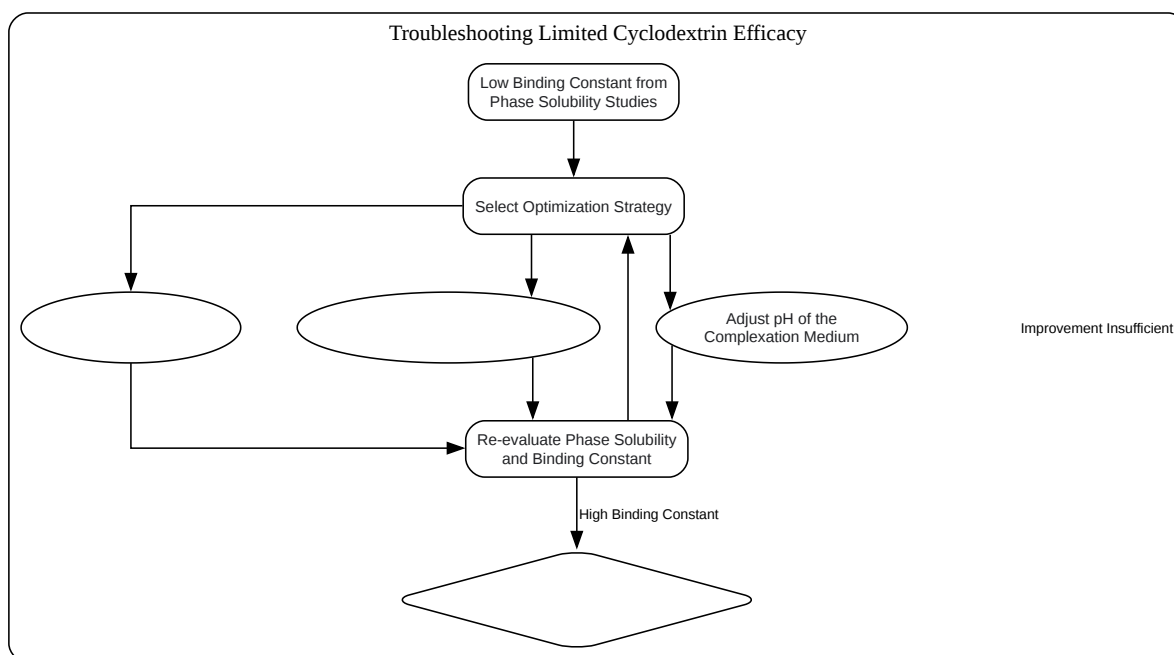 Troubleshooting Limited Cyclodextrin Efficacy
Low Binding Constant from
Phase Solubility Studies
Select Optimization Strategy
Adjust pH of the
Complexation Medium
Improvement Insufficient
Re-evaluate Phase Solubility
and Binding Constant
High Binding Constant